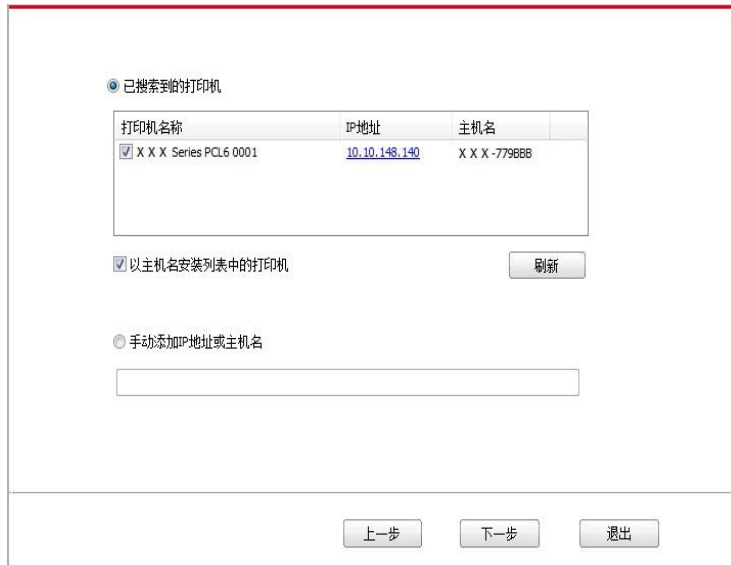 已搜索到的打印机
打印机名称 IP地址 主机名
X X X Series PCL6 0001 10.10.148.140 X X X -779BBB
以主机名安装列表中的打印机 刷新
手动添加IP地址或主机名
上一步 下一步 退出